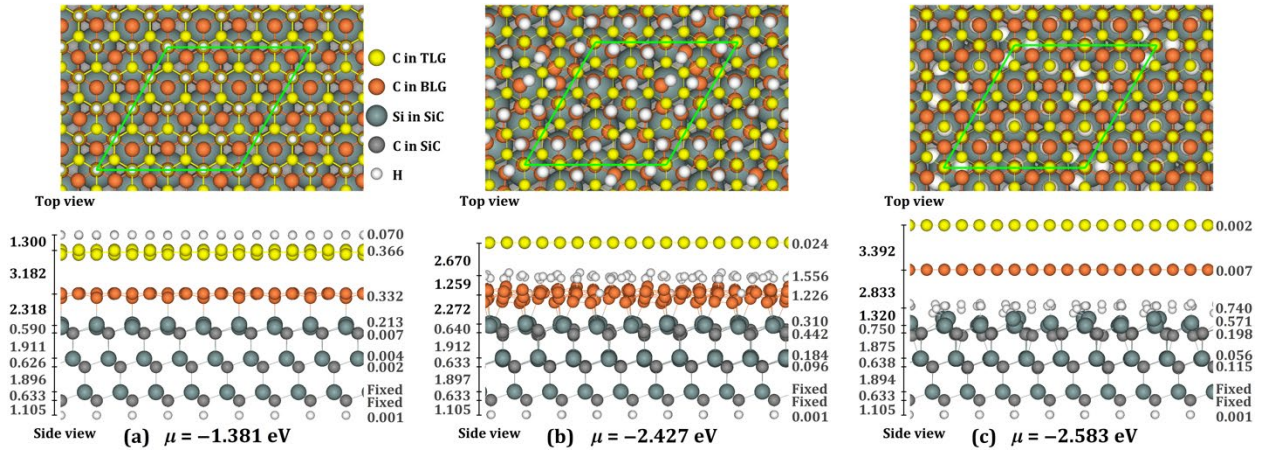 C in TLG
C in BLG
Si in SiC
C in SiC
H
Top view
Top view
Top view
1.300
3.182
2.318
0.590
1.911
0.626
1.896
0.633
1.105
0.070
0.366
0.332
0.213
0.007
0.004
0.002
Fixed
Fixed
0.001
2.670
1.259
2.272
0.640
1.912
0.633
1.897
0.633
1.105
0.024
1.556
1.226
0.310
0.442
0.184
0.096
Fixed
Fixed
0.001
3.392
2.833
1.320
0.750
1.875
0.638
1.894
0.633
1.105
0.002
0.007
0.740
0.571
0.198
0.056
0.115
Fixed
Fixed
0.001
Side view
(a) μ = −1.381 eV
Side view
(b) μ = −2.427 eV
Side view
(c) μ = −2.583 eV